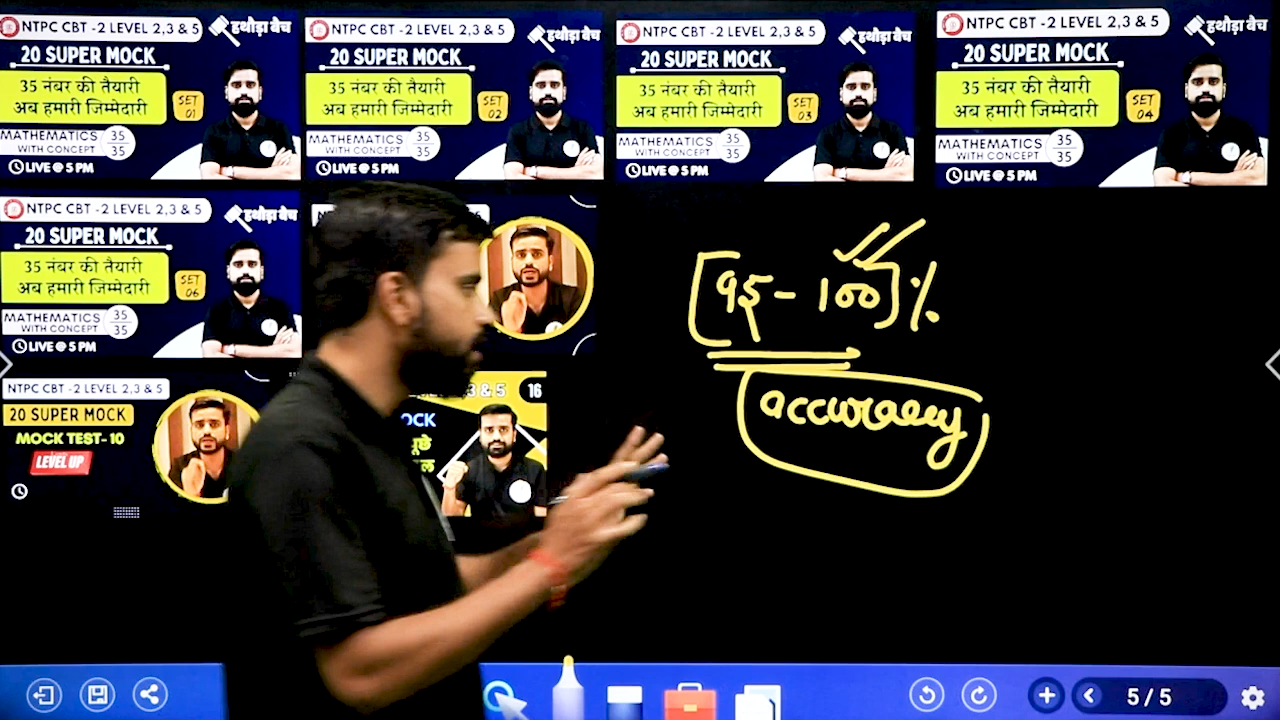 NTPC CBT -2 LEVEL 2,3 & 5
हथौड़ा बैच
20 SUPER MOCK
35 नंबर की तैयारी
अब हमारी जिम्मेदारी
SET 01
MATHEMATICS
WITH CONCEPT
35/35
LIVE @ 5 PM
NTPC CBT -2 LEVEL 2,3 & 5
हथौड़ा बैच
20 SUPER MOCK
35 नंबर की तैयारी
अब हमारी जिम्मेदारी
SET 02
MATHEMATICS
WITH CONCEPT
35/35
LIVE @ 5 PM
NTPC CBT -2 LEVEL 2,3 & 5
हथौड़ा बैच
20 SUPER MOCK
35 नंबर की तैयारी
अब हमारी जिम्मेदारी
SET 03
MATHEMATICS
WITH CONCEPT
35/35
LIVE @ 5 PM
NTPC CBT -2 LEVEL 2,3 & 5
हथौड़ा बैच
20 SUPER MOCK
35 नंबर की तैयारी
अब हमारी जिम्मेदारी
SET 04
MATHEMATICS
WITH CONCEPT
35/35
LIVE @ 5 PM
NTPC CBT -2 LEVEL 2,3 & 5
हथौड़ा बैच
20 SUPER MOCK
35 नंबर की तैयारी
अब हमारी जिम्मेदारी
SET 06
MATHEMATICS
WITH CONCEPT
35/35
LIVE @ 5 PM
[95 - 100] %
accuracy
NTPC CBT -2 LEVEL 2,3 & 5
20 SUPER MOCK
MOCK TEST- 10
LEVEL UP
3 & 5 16
OCK
5 / 5